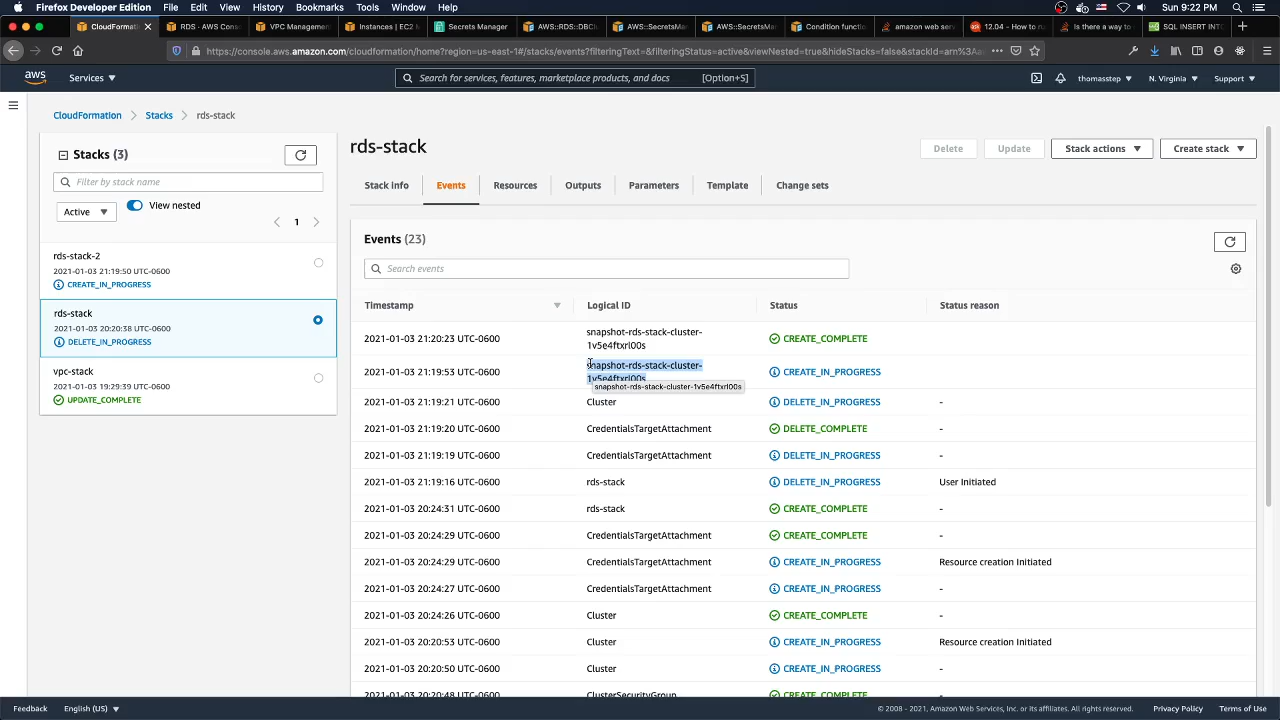 Firefox Developer Edition File Edit View History Bookmarks Tools Window Help
Sun 9:22 PM
CloudFormati RDS - AWS Cons VPC Managemen Instances | EC2 M Secrets Manager AWS::RDS::DBClu AWS::SecretsMan AWS::SecretsMan Condition function amazon web serv 12.04 - How to ru Is there a way to SQL INSERT INTO
https://console.aws.amazon.com/cloudformation/home?region=us-east-1#/stacks/events?filteringText=&filteringStatus=active&viewNested=true&hideStacks=false&stackId=arn%3Aaws
aws Services Search for services, features, marketplace products, and docs [Option+S] thomasstep N. Virginia Support
CloudFormation Stacks rds-stack
Stacks (3)
Filter by stack name
Active View nested
1
rds-stack-2
2021-01-03 21:19:50 UTC-0600
CREATE_IN_PROGRESS
rds-stack
2021-01-03 20:20:38 UTC-0600
DELETE_IN_PROGRESS
vpc-stack
2021-01-03 19:29:39 UTC-0600
UPDATE_COMPLETE
rds-stack
Delete Update Stack actions Create stack
Stack info Events Resources Outputs Parameters Template Change sets
Events (23)
Search events
Timestamp Logical ID Status Status reason
2021-01-03 21:20:23 UTC-0600 snapshot-rds-stack-cluster-1v5e4ftxrl00s CREATE_COMPLETE
2021-01-03 21:19:53 UTC-0600 snapshot-rds-stack-cluster-1v5e4ftxrl00s CREATE_IN_PROGRESS
snapshot-rds-stack-cluster-1v5e4ftxrl00s
2021-01-03 21:19:21 UTC-0600 Cluster DELETE_IN_PROGRESS -
2021-01-03 21:19:20 UTC-0600 CredentialsTargetAttachment DELETE_COMPLETE -
2021-01-03 21:19:19 UTC-0600 CredentialsTargetAttachment DELETE_IN_PROGRESS -
2021-01-03 21:19:16 UTC-0600 rds-stack DELETE_IN_PROGRESS User Initiated
2021-01-03 20:24:31 UTC-0600 rds-stack CREATE_COMPLETE -
2021-01-03 20:24:29 UTC-0600 CredentialsTargetAttachment CREATE_COMPLETE -
2021-01-03 20:24:29 UTC-0600 CredentialsTargetAttachment CREATE_IN_PROGRESS Resource creation Initiated
2021-01-03 20:24:27 UTC-0600 CredentialsTargetAttachment CREATE_IN_PROGRESS -
2021-01-03 20:24:26 UTC-0600 Cluster CREATE_COMPLETE -
2021-01-03 20:20:53 UTC-0600 Cluster CREATE_IN_PROGRESS Resource creation Initiated
2021-01-03 20:20:50 UTC-0600 Cluster CREATE_IN_PROGRESS -
2021-01-03 20:20:48 UTC-0600 ClusterSecurityGroup CREATE_COMPLETE -
Feedback English (US) © 2008 - 2021, Amazon Web Services, Inc. or its affiliates. All rights reserved. Privacy Policy Terms of Use